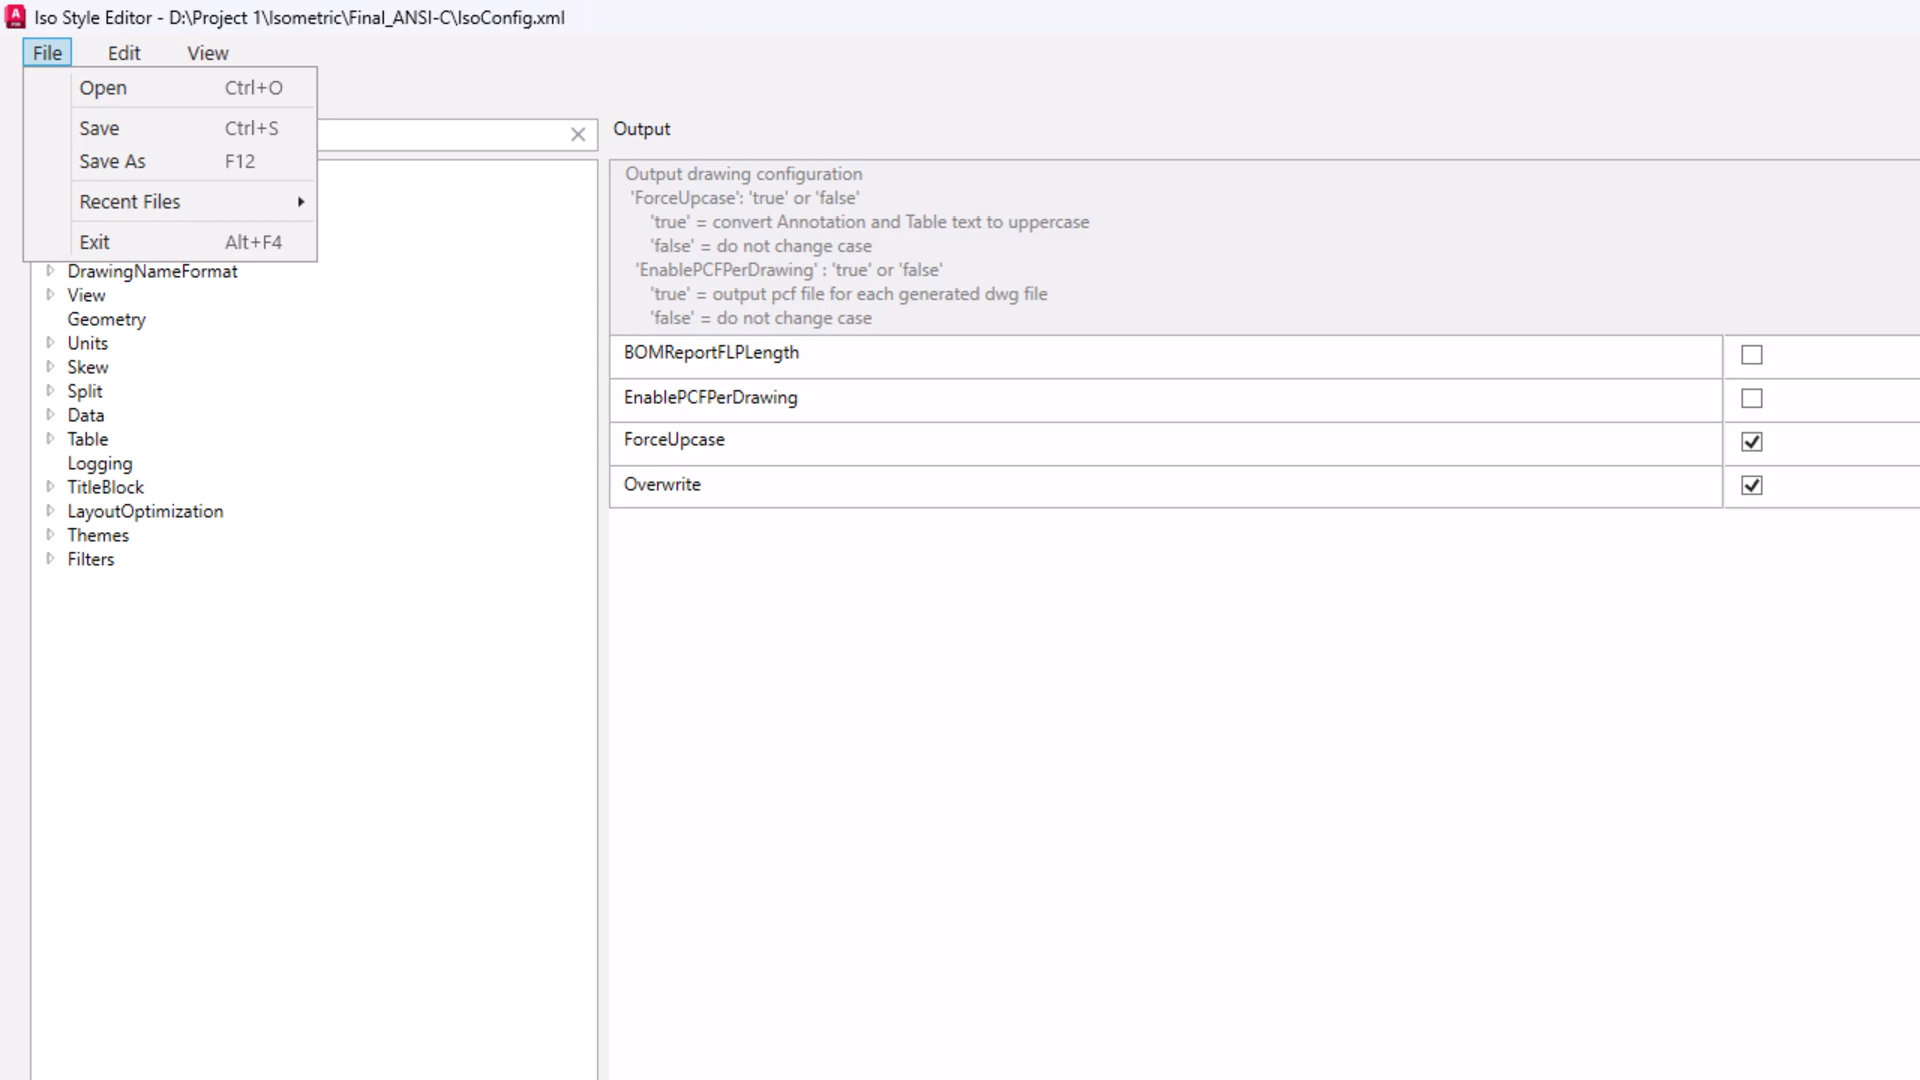 Iso Style Editor - D:\Project 1\Isometric\Final_ANSI-C\IsoConfig.xml
File Edit View
Open Ctrl+O
Save Ctrl+S
Save As F12
Recent Files
Exit Alt+F4
DrawingNameFormat
View
Geometry
Units
Skew
Split
Data
Table
Logging
TitleBlock
LayoutOptimization
Themes
Filters
Output
Output drawing configuration
'ForceUpcase': 'true' or 'false'
'true' = convert Annotation and Table text to uppercase
'false' = do not change case
'EnablePCFPerDrawing' : 'true' or 'false'
'true' = output pcf file for each generated dwg file
'false' = do not change case
BOMReportFLPLength
EnablePCFPerDrawing
ForceUpcase
Overwrite